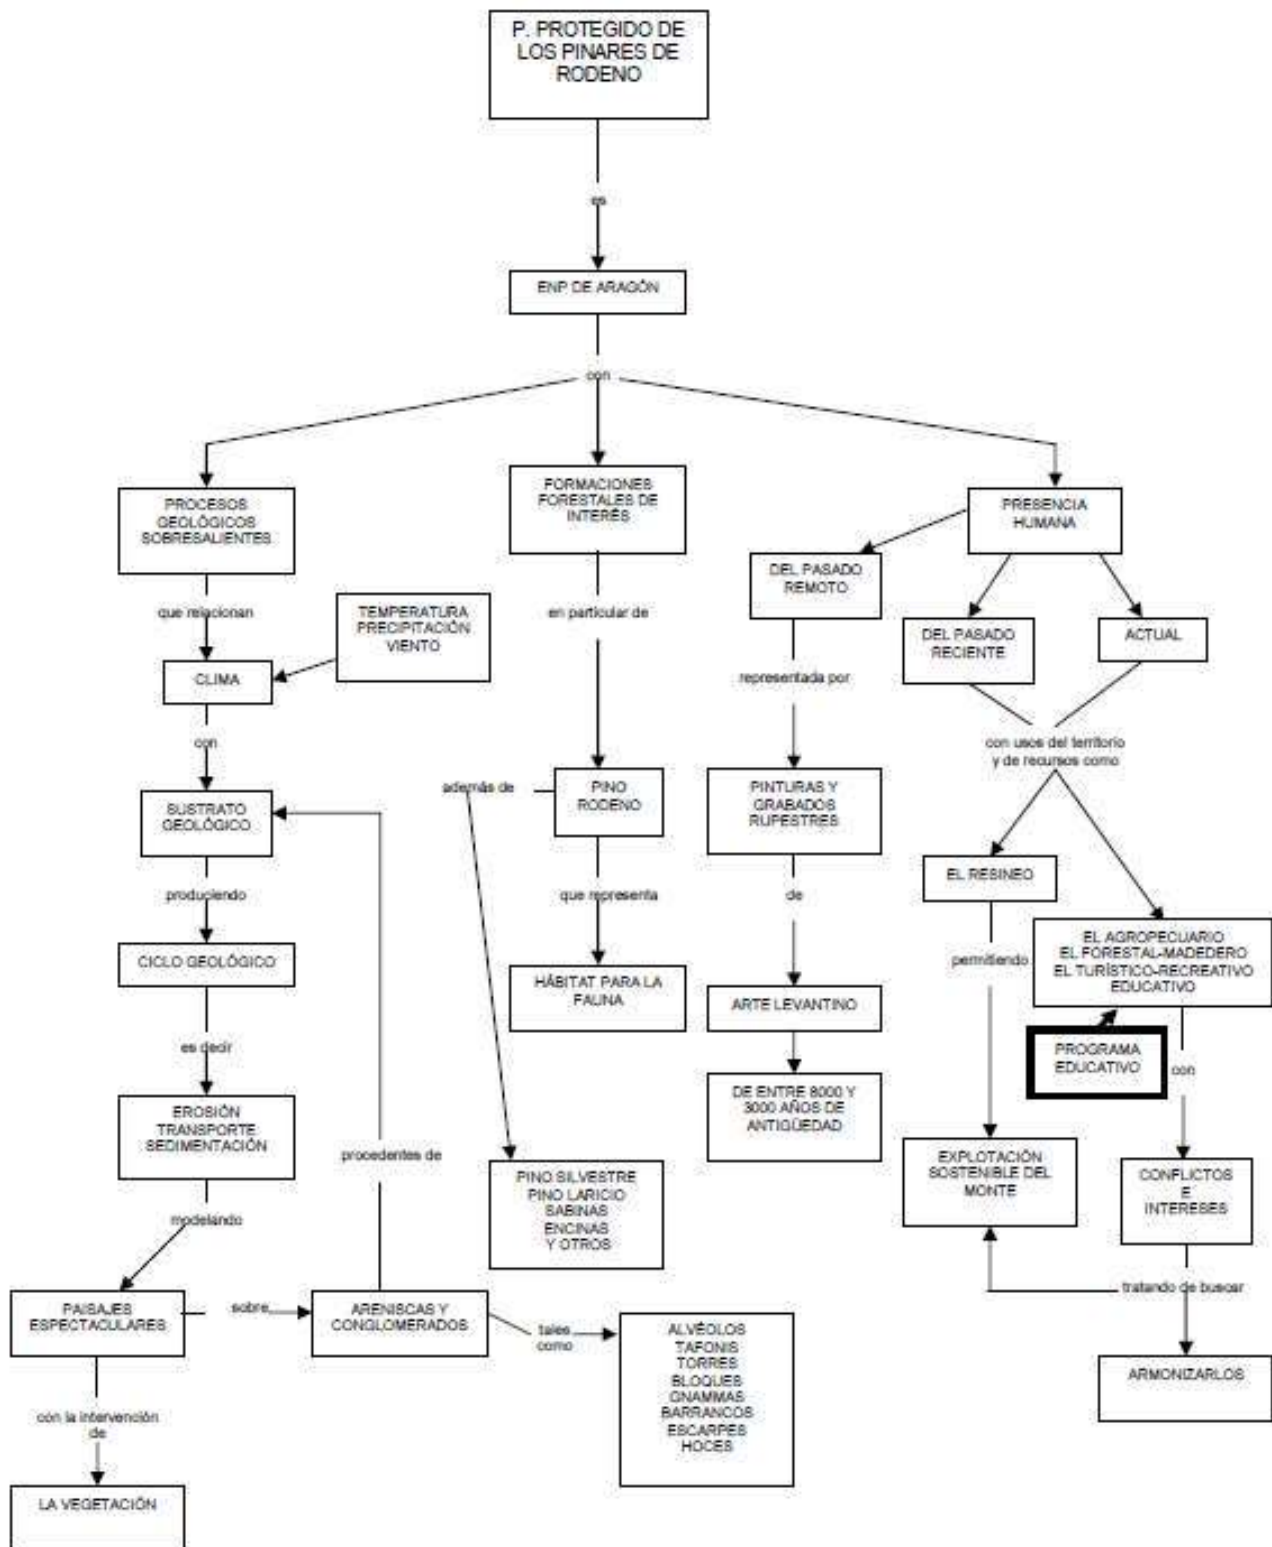 P. PROTEGIDO DE
LOS PINARES DE
RODENO
es
ENP. DE ARAGÓN
con
PROCESOS
GEOLÓGICOS
SOBRESALIENTES
FORMACIONES
FORESTALES DE
INTERÉS
PRESENCIA
HUMANA
DEL PASADO
REMOTO
que relacionan
TEMPERATURA
PRECIPITACIÓN
VIENTO
en particular de
DEL PASADO
RECIENTE
ACTUAL
CLIMA
representada por
con
con usos del territorio
y de recursos como
además de
PINO
RODENO
PINTURAS Y
GRABADOS
RUPESTRES
SUSTRATO
GEOLÓGICO
EL RESINEO
produciendo
que representa
de
CICLO GEOLÓGICO
HÁBITAT PARA LA
FAUNA
ARTE LEVANTINO
permitiendo
EL AGROPECUARIO
EL FORESTAL-MADEDERO
EL TURÍSTICO-RECREATIVO
EDUCATIVO
es decir
PROGRAMA
EDUCATIVO
con
EROSIÓN
TRANSPORTE
SEDIMENTACIÓN
DE ENTRE 8000 Y
3000 AÑOS DE
ANTIGÜEDAD
procedentes de
EXPLOTACIÓN
SOSTENIBLE DEL
MONTE
CONFLICTOS
E
INTERESES
PINO SILVESTRE
PINO LARICIO
SABINAS
ENCINAS
Y OTROS
modelando
tratando de buscar
PAISAJES
ESPECTACULARES
sobre
ARENISCAS Y
CONGLOMERADOS
tales
como
ALVÉOLOS
TAFONIS
TORRES
BLOQUES
GNAMMAS
BARRANCOS
ESCARPES
HOCES
ARMONIZARLOS
con la intervención
de
LA VEGETACIÓN